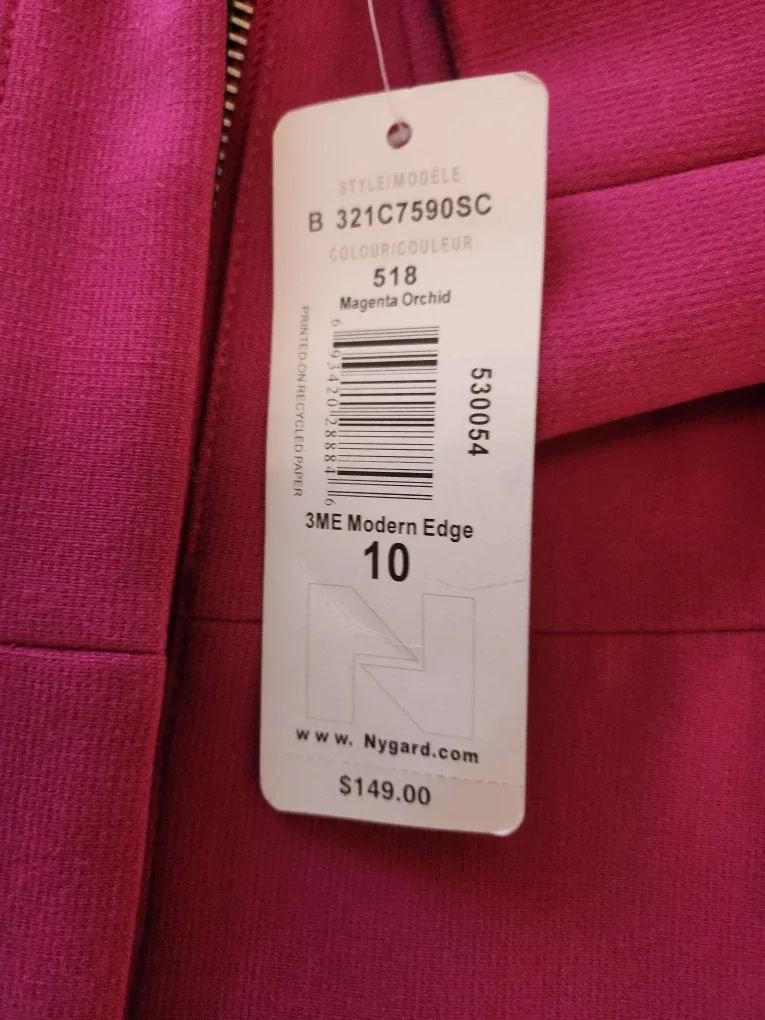 STYLE/MODÈLE
B 321C7590SC
COLOUR/COULEUR
518
Magenta Orchid
6 93420 28884 6
530054
PRINTED ON RECYCLED PAPER
3ME Modern Edge
10
www. Nygard.com
$149.00